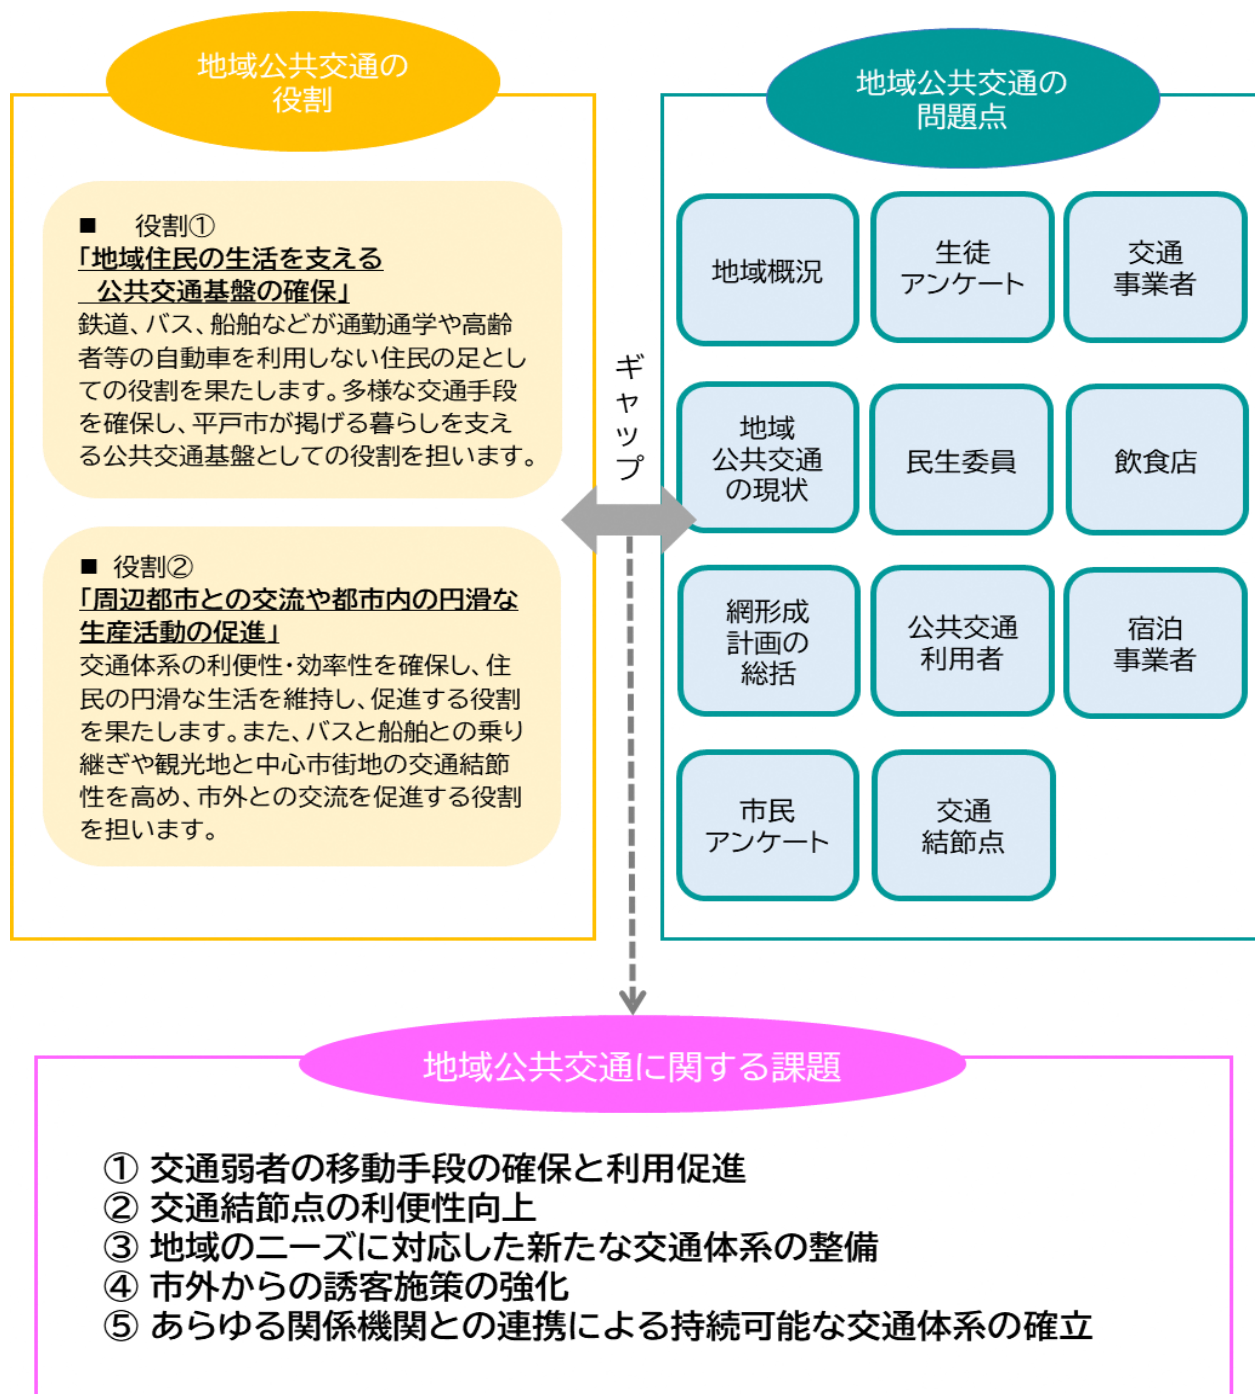 地域公共交通の
役割
■ 役割①
「地域住民の生活を支える
公共交通基盤の確保」
鉄道、バス、船舶などが通勤通学や高齢
者等の自動車を利用しない住民の足とし
ての役割を果たします。多様な交通手段
を確保し、平戸市が掲げる暮らしを支え
る公共交通基盤としての役割を担います。
■ 役割②
「周辺都市との交流や都市内の円滑な
生産活動の促進」
交通体系の利便性・効率性を確保し、住
民の円滑な生活を維持し、促進する役割
を果たします。また、バスと船舶との乗り
継ぎや観光地と中心市街地の交通結節
性を高め、市外との交流を促進する役割
を担います。
ギャップ
地域公共交通の
問題点
地域概況
生徒
アンケート
交通
事業者
地域
公共交通
の現状
民生委員
飲食店
網形成
計画の
総括
公共交通
利用者
宿泊
事業者
市民
アンケート
交通
結節点
地域公共交通に関する課題
① 交通弱者の移動手段の確保と利用促進
② 交通結節点の利便性向上
③ 地域のニーズに対応した新たな交通体系の整備
④ 市外からの誘客施策の強化
⑤ あらゆる関係機関との連携による持続可能な交通体系の確立